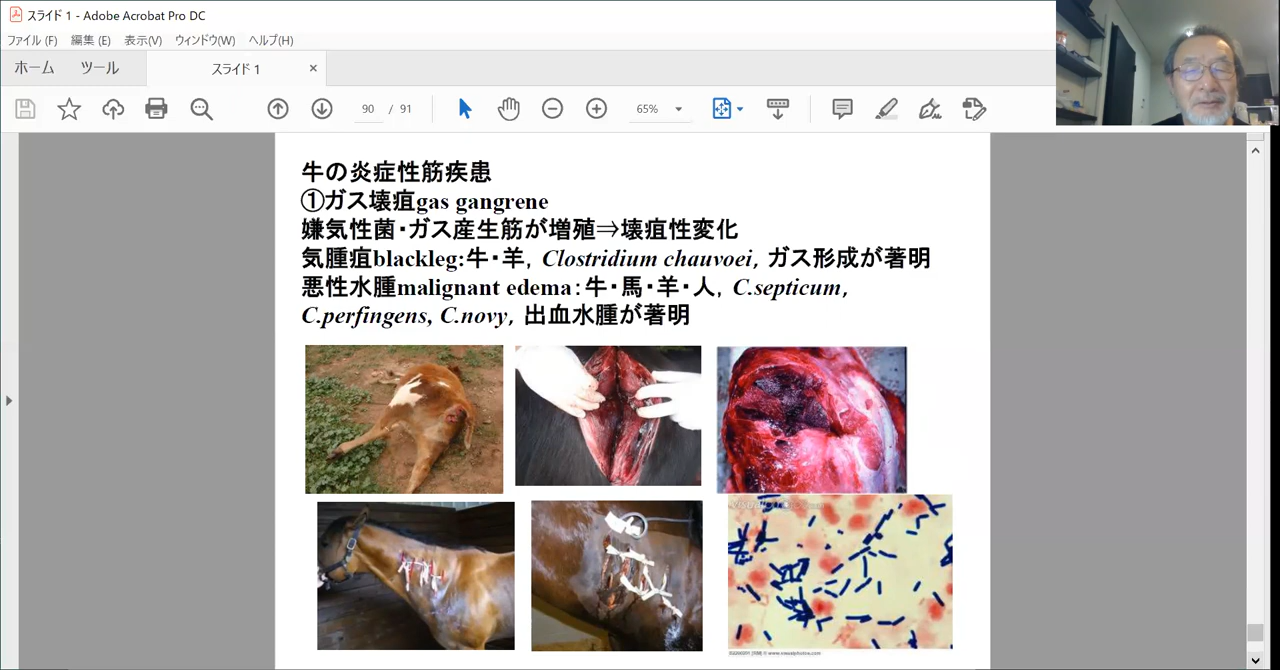 スライド 1 - Adobe Acrobat Pro DC
ファイル (F) 編集 (E) 表示(V) ウィンドウ(W) ヘルプ(H)
ホーム ツール スライド 1 ×
90 / 91 65%
牛の炎症性筋疾患
①ガス壊疽gas gangrene
嫌気性菌・ガス産生筋が増殖⇒壊疽性変化
気腫疽blackleg:牛・羊, Clostridium chauvoei, ガス形成が著明
悪性水腫malignant edema:牛・馬・羊・人, C.septicum,
C.perfingens, C.novy, 出血水腫が著明